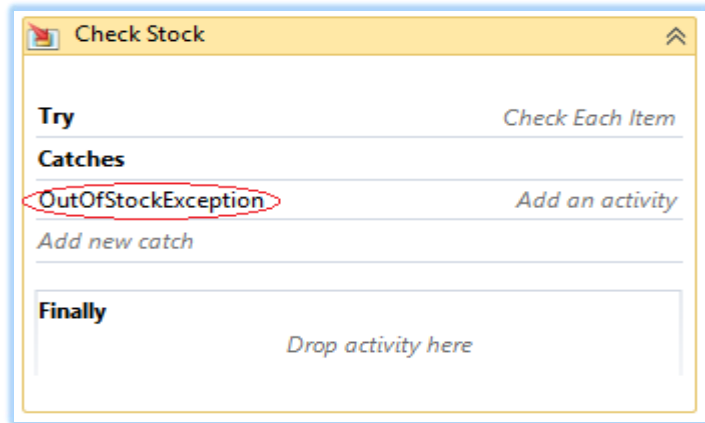 Check Stock
Try Check Each Item
Catches
OutOfStockException Add an activity
Add new catch
Finally
Drop activity here